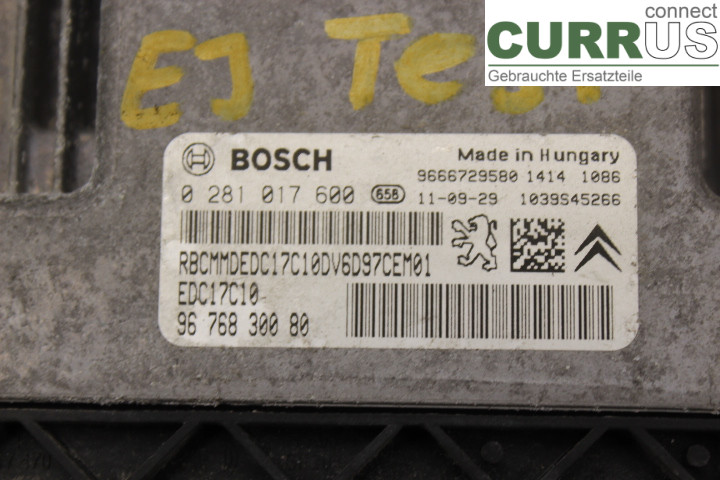 connect
CURRUS
Gebrauchte Ersatzteile
EJ Test
BOSCH
Made in Hungary
9666729580 1414 1086
0 281 017 600 658 11-09-29 1039S45266
RBCMMDEDC17C10DV6D97CEM01
EDC17C10-
96 768 300 80